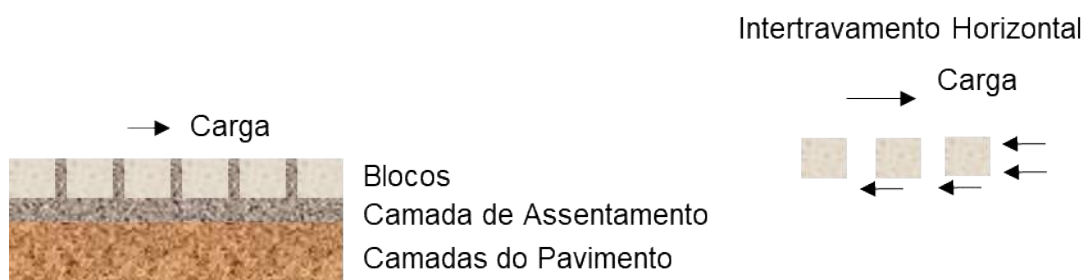 Intertravamento Horizontal
Carga
Carga
Blocos
Camada de Assentamento
Camadas do Pavimento